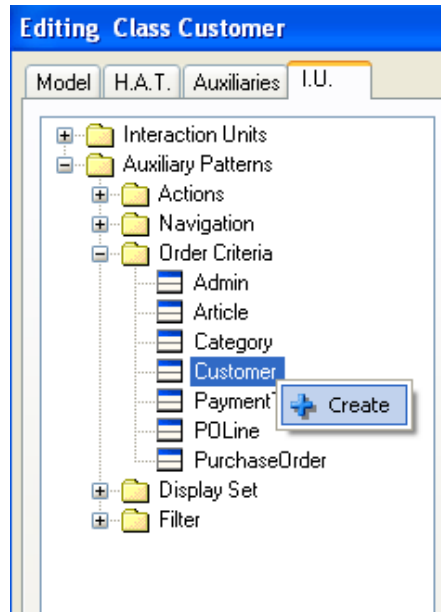 Editing Class Customer
Model H.A.T. Auxiliaries I.U.
Interaction Units
Auxiliary Patterns
Actions
Navigation
Order Criteria
Admin
Article
Category
Customer
Create
POLine
PurchaseOrder
Display Set
Filter